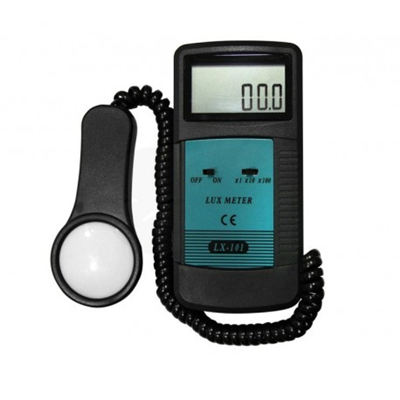 00.0
OFF ON X1 X10 X100
LUX METER
CE
LX-101